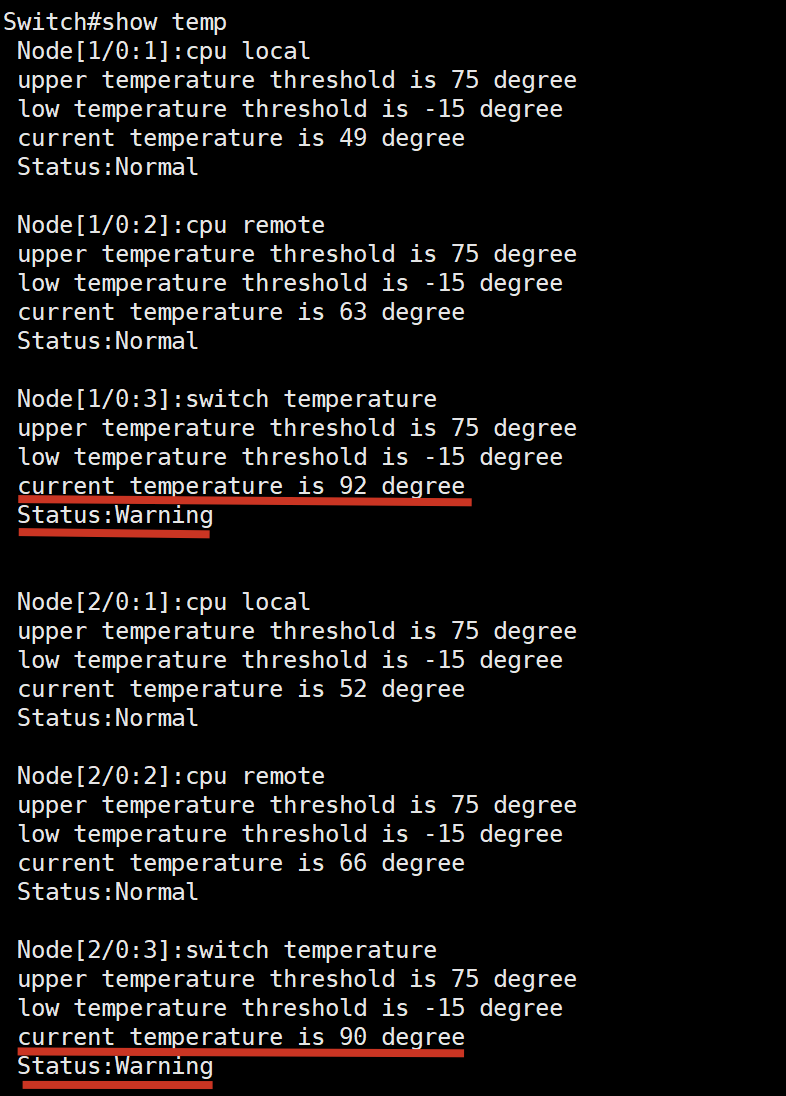 Switch#show temp
Node[1/0:1]:cpu local
upper temperature threshold is 75 degree
low temperature threshold is -15 degree
current temperature is 49 degree
Status:Normal
Node[1/0:2]:cpu remote
upper temperature threshold is 75 degree
low temperature threshold is -15 degree
current temperature is 63 degree
Status:Normal
Node[1/0:3]:switch temperature
upper temperature threshold is 75 degree
low temperature threshold is -15 degree
current temperature is 92 degree
Status:Warning
Node[2/0:1]:cpu local
upper temperature threshold is 75 degree
low temperature threshold is -15 degree
current temperature is 52 degree
Status:Normal
Node[2/0:2]:cpu remote
upper temperature threshold is 75 degree
low temperature threshold is -15 degree
current temperature is 66 degree
Status:Normal
Node[2/0:3]:switch temperature
upper temperature threshold is 75 degree
low temperature threshold is -15 degree
current temperature is 90 degree
Status:Warning